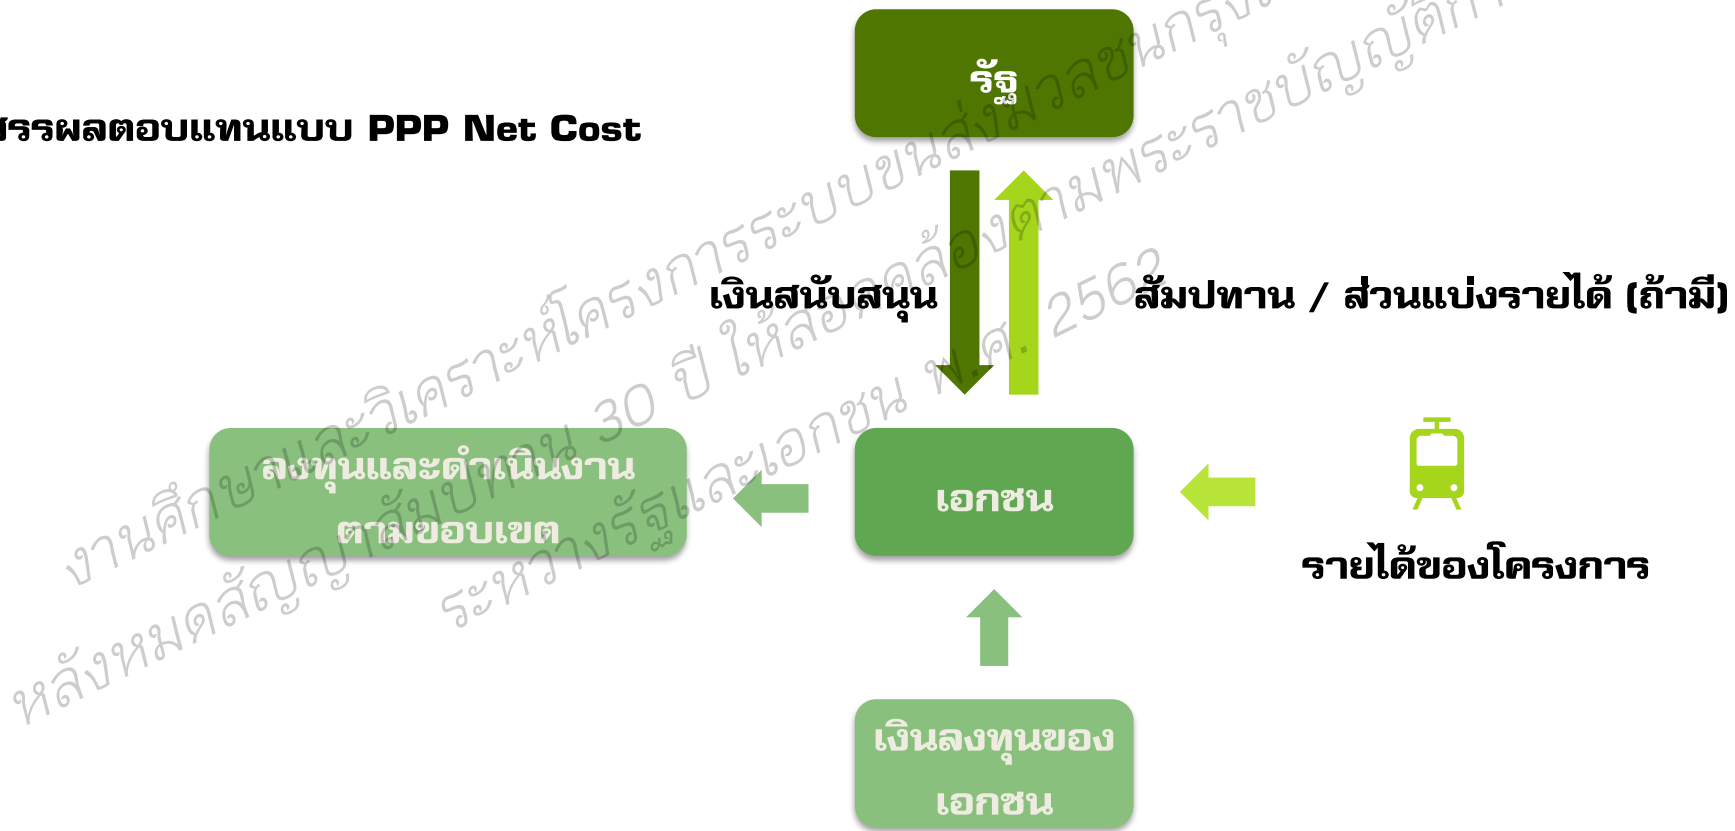 รัฐ
สรรผลตอบแทนแบบ PPP Net Cost
เงินสนับสนุน
สัมปทาน / ส่วนแบ่งรายได้ (ถ้ามี)
ลงทุนและดำเนินงาน
ตามขอบเขต
เอกชน
รายได้ของโครงการ
เงินลงทุนของ
เอกชน
งานศึกษาและวิเคราะห์โครงการระบบขนส่งมวลชนกรุง
หลังหมดสัญญาสัมปทาน 30 ปี ให้สอดคล้องตามพระราชบัญญัติ
ระหว่างรัฐและเอกชน พ.ศ. 2562